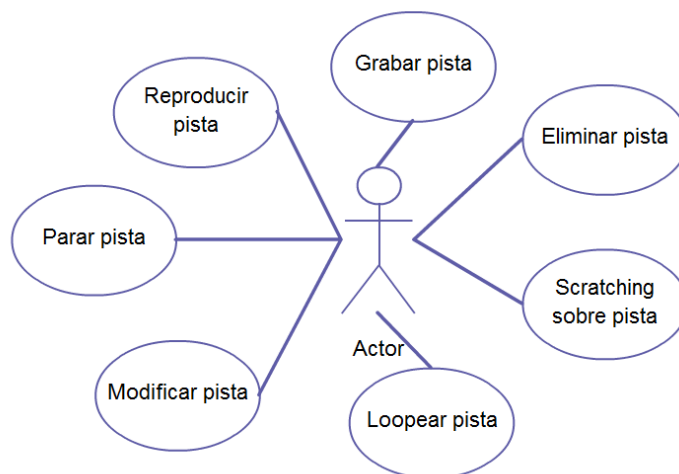 Grabar pista
Reproducir
pista
Eliminar pista
Parar pista
Scratching
sobre pista
Actor
Modificar pista
Loopear pista